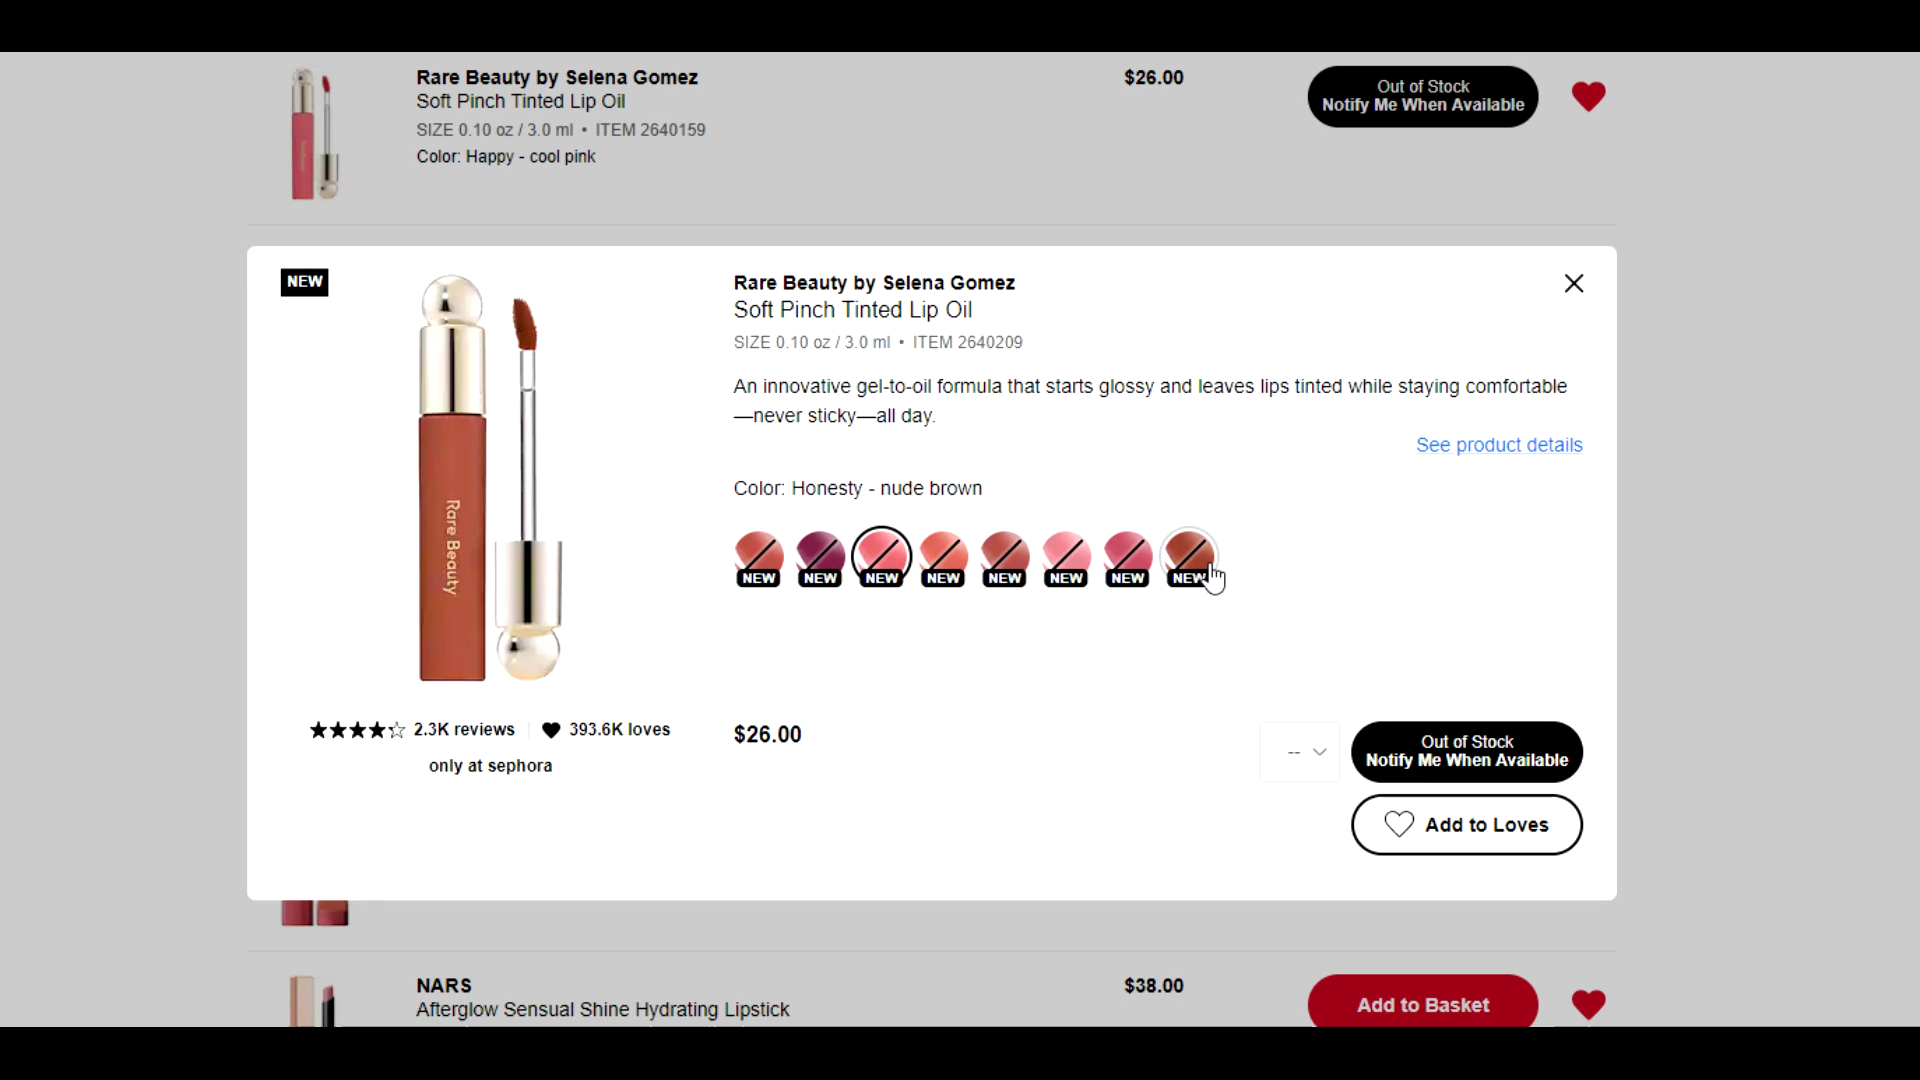 Rare Beauty by Selena Gomez
$26.00
Out of Stock
Notify Me When Available
Soft Pinch Tinted Lip Oil
SIZE 0.10 oz / 3.0 ml • ITEM 2640159
Color: Happy - cool pink
NEW
Rare Beauty by Selena Gomez
Soft Pinch Tinted Lip Oil
SIZE 0.10 oz / 3.0 ml • ITEM 2640209
An innovative gel-to-oil formula that starts glossy and leaves lips tinted while staying comfortable
—never sticky—all day.
See product details
Color: Honesty - nude brown
Rare Beauty
NEW NEW NEW NEW NEW NEW NEW NEW
2.3K reviews
393.6K loves
only at sephora
$26.00
--
Out of Stock
Notify Me When Available
Add to Loves
NARS
$38.00
Add to Basket
Afterglow Sensual Shine Hydrating Lipstick